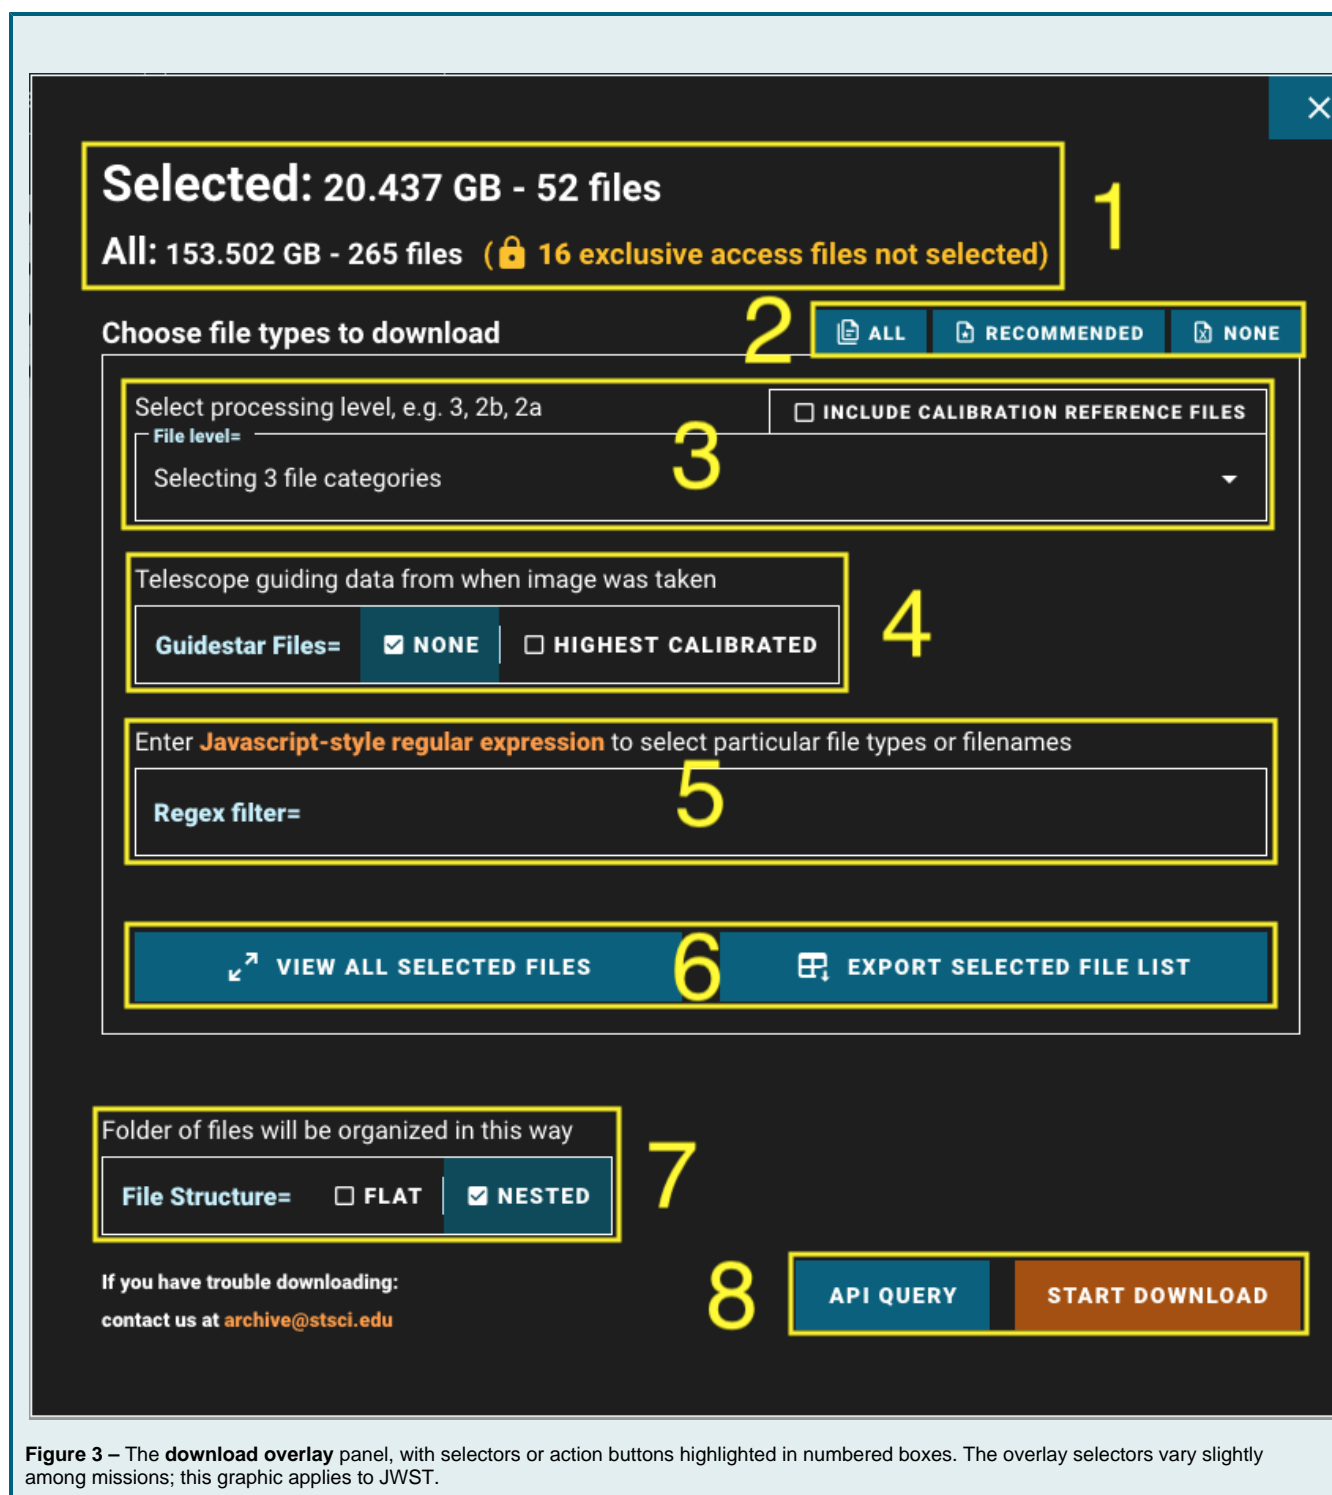 Selected: 20.437 GB - 52 files
1
All: 153.502 GB - 265 files (16 exclusive access files not selected)
Choose file types to download
2
ALL
RECOMMENDED
NONE
Select processing level, e.g. 3, 2b, 2a
INCLUDE CALIBRATION REFERENCE FILES
File level=
3
Selecting 3 file categories
Telescope guiding data from when image was taken
4
Guidestar Files=
NONE
HIGHEST CALIBRATED
Enter Javascript-style regular expression to select particular file types or filenames
5
Regex filter=
VIEW ALL SELECTED FILES
6
EXPORT SELECTED FILE LIST
Folder of files will be organized in this way
7
File Structure=
FLAT
NESTED
If you have trouble downloading:
contact us at archive@stsci.edu
8
API QUERY
START DOWNLOAD
Figure 3 – The download overlay panel, with selectors or action buttons highlighted in numbered boxes. The overlay selectors vary slightly
among missions; this graphic applies to JWST.